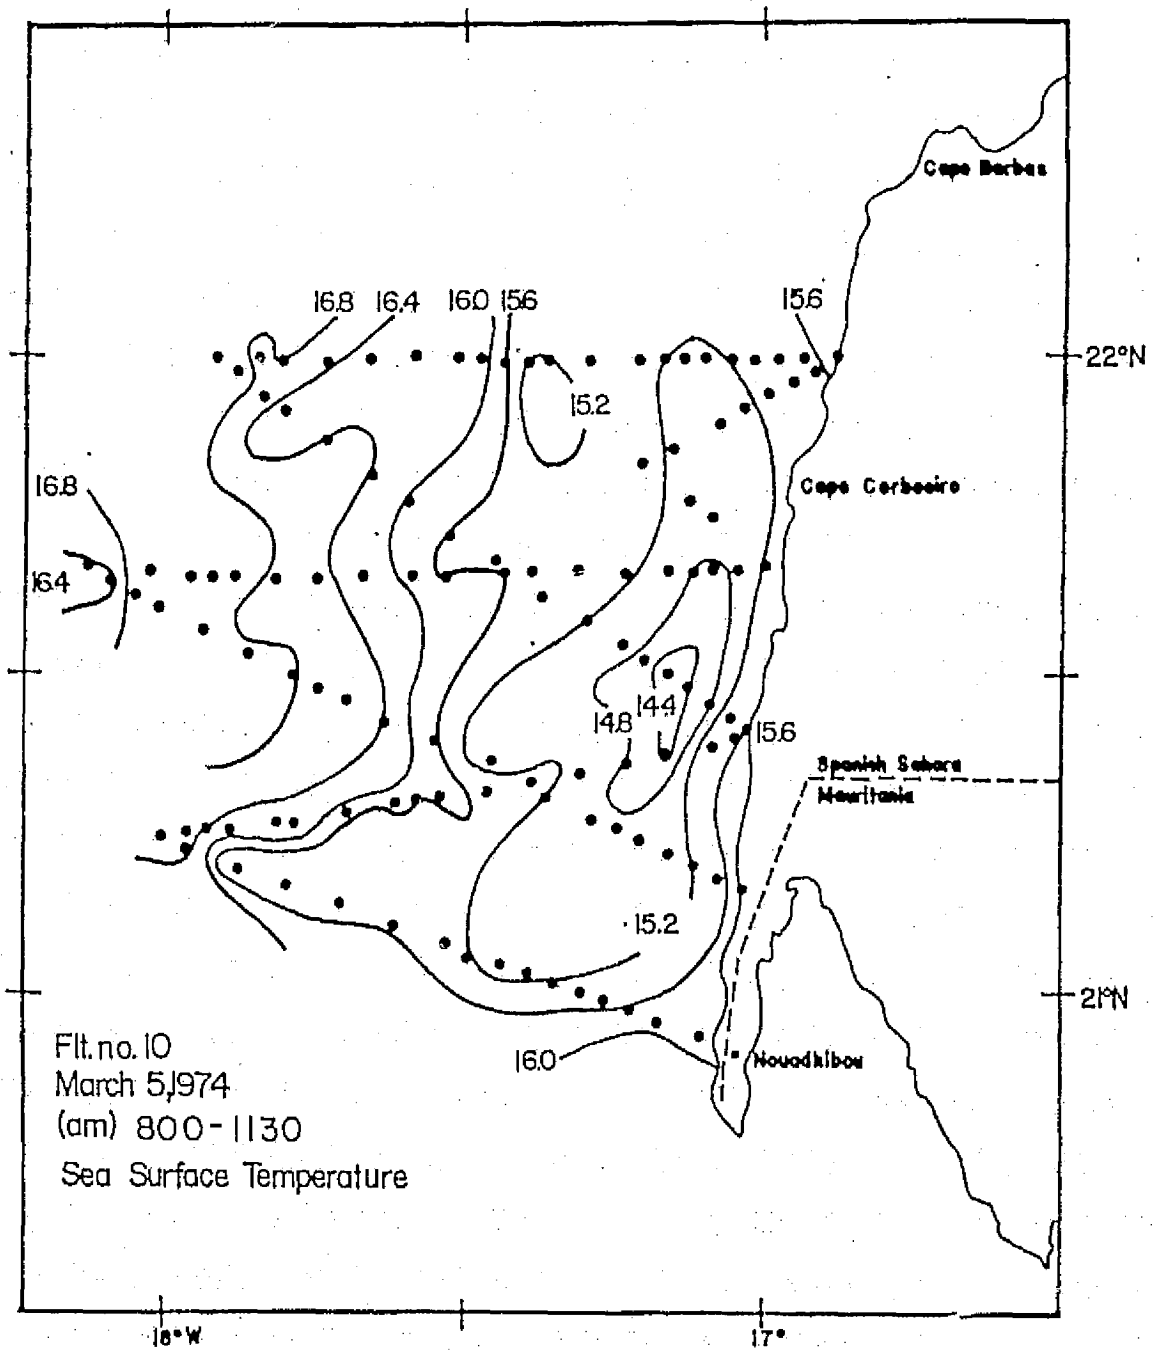 Cape Barbas
16.8 16.4 16.0 15.6 15.6
22°N
15.2
16.8
Cape Corbeiro
16.4
14.8 14.4
15.6
Spanish Sahara
Mauritania
15.2
21°N
Flt. no. 10
March 5,1974
16.0
Nouadhibou
(am) 800-1130
Sea Surface Temperature
18°W 17°